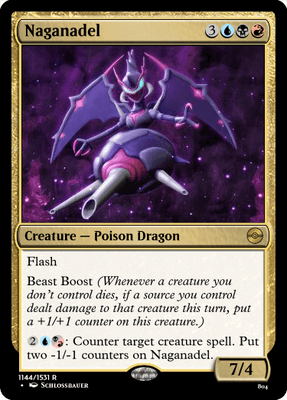 Naganadel 3
Creature — Poison Dragon
Flash
Beast Boost (Whenever a creature you
don't control dies, if a source you control
dealt damage to that creature this turn, put
a +1/+1 counter on this creature.)
2 : Counter target creature spell. Put
two -1/-1 counters on Naganadel.
7/4
1144/1531 R
• Schlossbauer
804